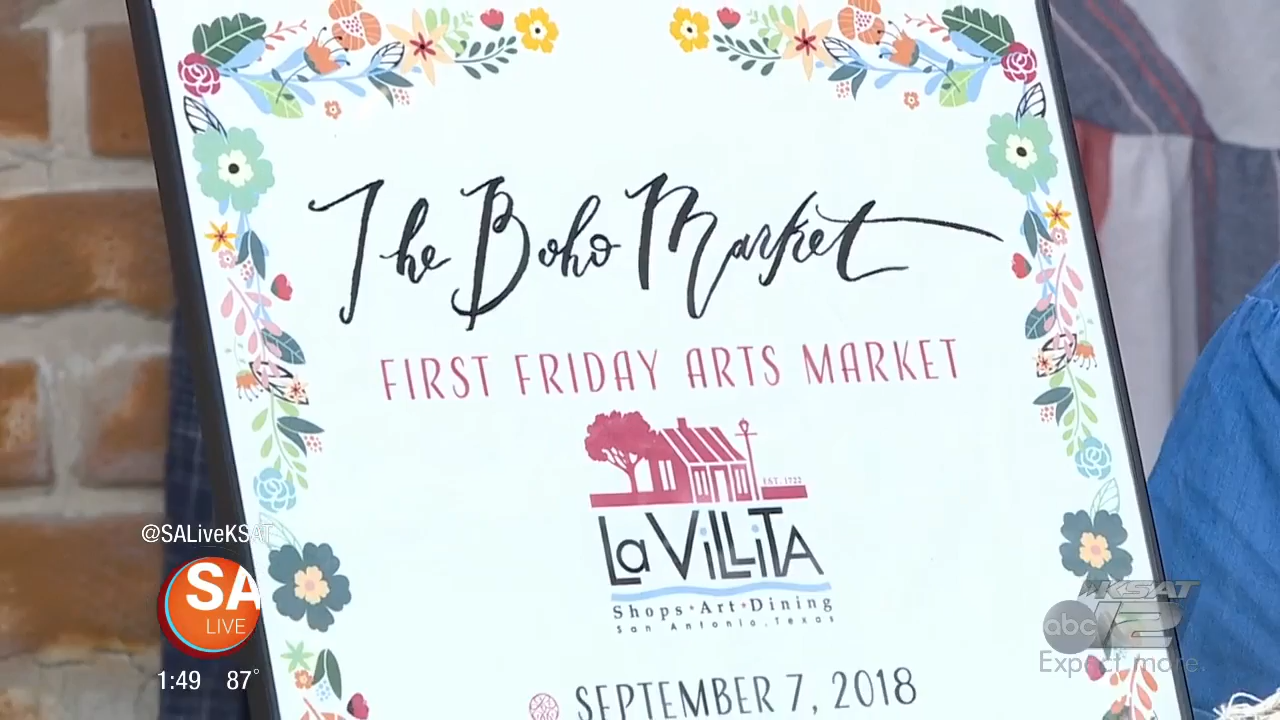 The Boho Market
FIRST FRIDAY ARTS MARKET
EST. 1722
La ViLLiTA
Shops • Art • Dining
San Antonio, Texas
SEPTEMBER 7, 2018
@SALiveKSAT
SA
LIVE
1:49 87°
KSAT
abc 12
Expect more.